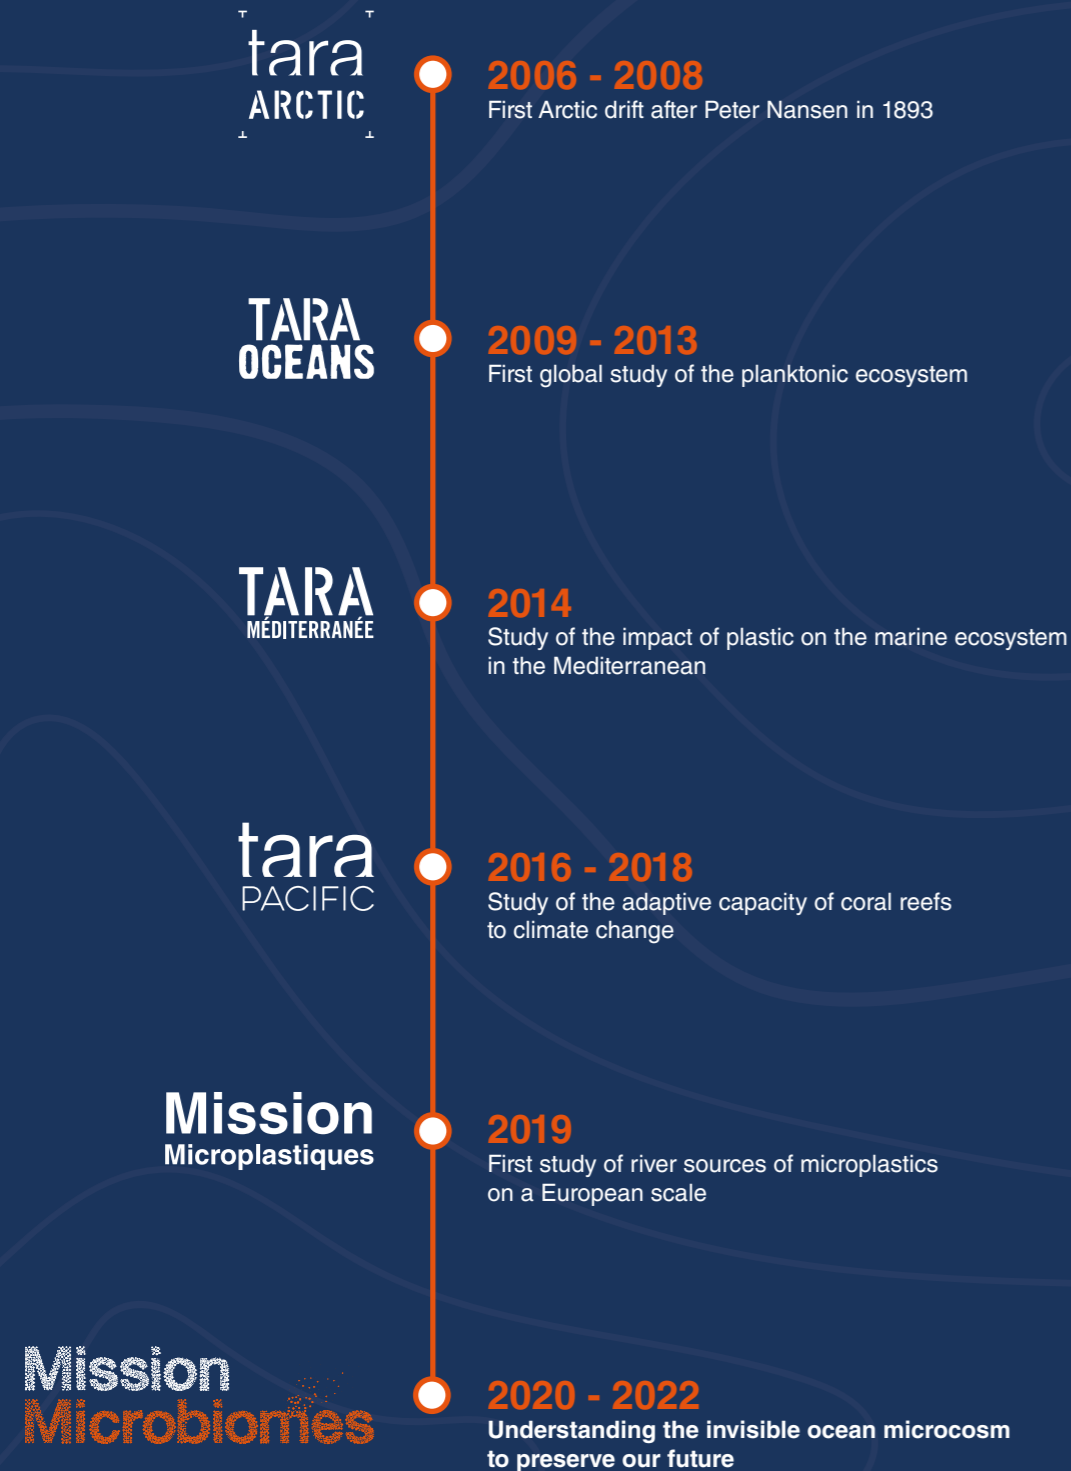 tara
ARCTIC
2006 - 2008
First Arctic drift after Peter Nansen in 1893
TARA
OCEANS
2009 - 2013
First global study of the planktonic ecosystem
TARA
MÉDITERRANÉE
2014
Study of the impact of plastic on the marine ecosystem
in the Mediterranean
tara
PACIFIC
2016 - 2018
Study of the adaptive capacity of coral reefs
to climate change
Mission
Microplastiques
2019
First study of river sources of microplastics
on a European scale
Mission
Microbiomes
2020 - 2022
Understanding the invisible ocean microcosm
to preserve our future